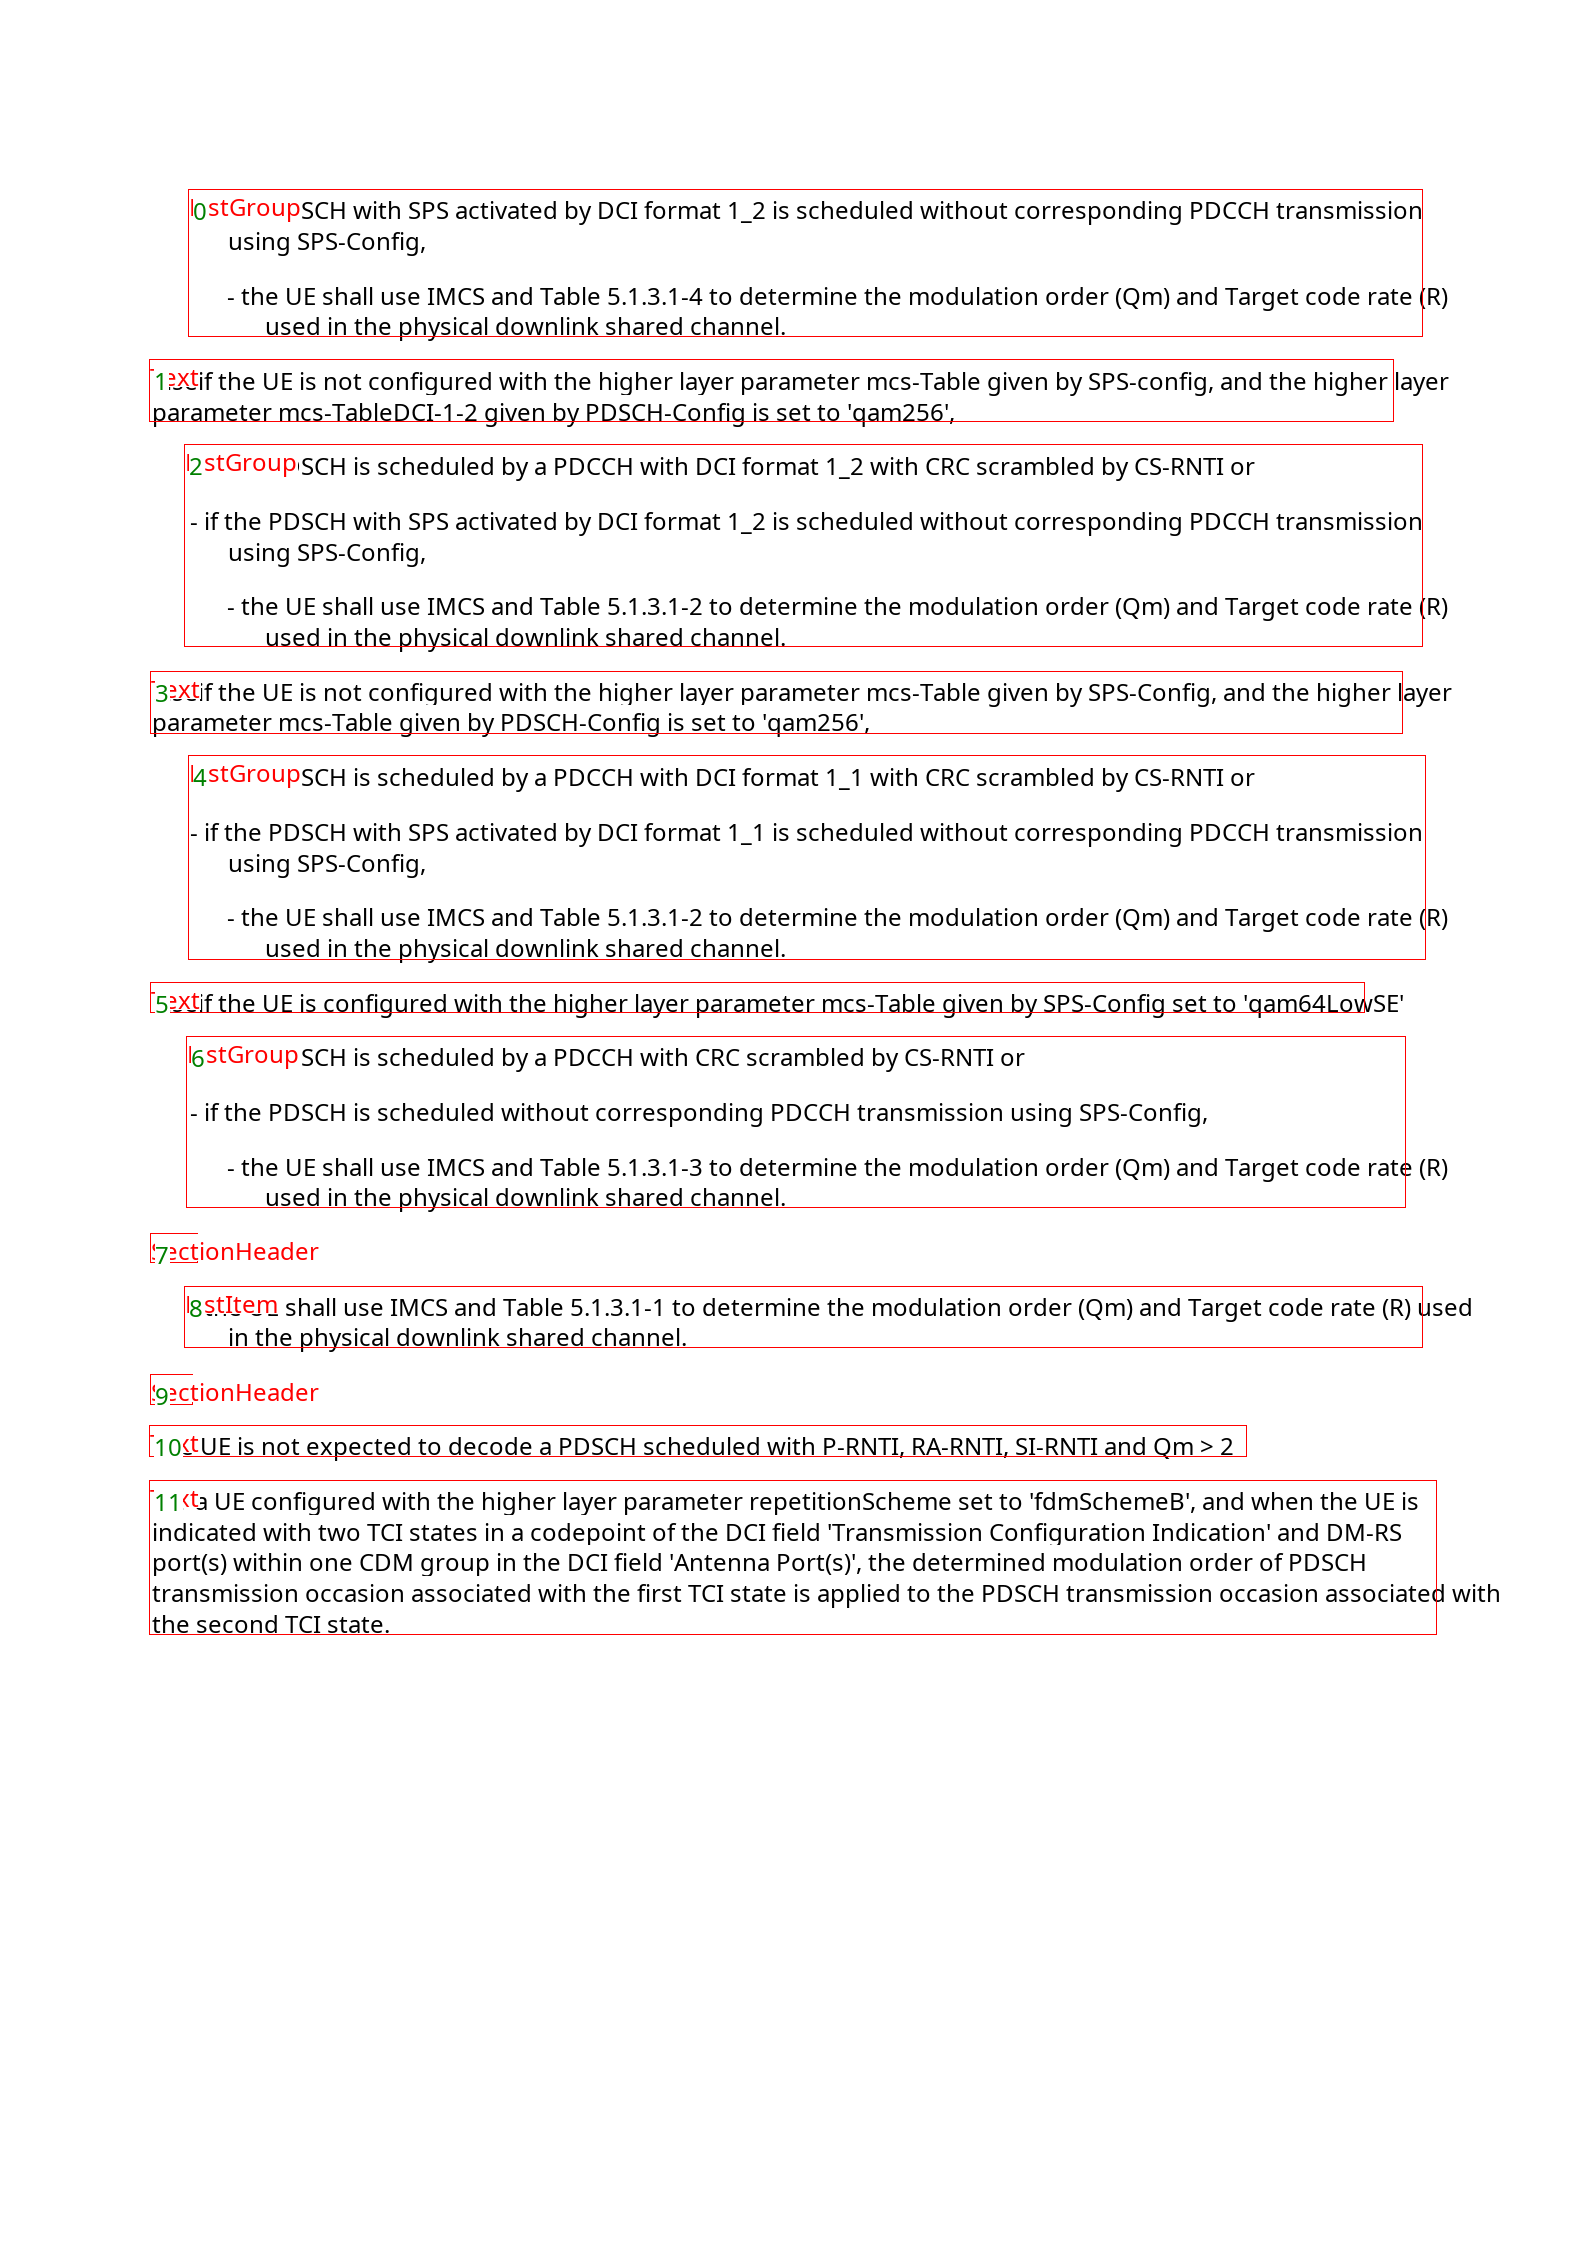 0stGroupSCH with SPS activated by DCI format 1_2 is scheduled without corresponding PDCCH transmission
using SPS-Config,
- the UE shall use IMCS and Table 5.1.3.1-4 to determine the modulation order (Qm) and Target code rate (R)
used in the physical downlink shared channel.
1ext if the UE is not configured with the higher layer parameter mcs-Table given by SPS-config, and the higher layer
parameter mcs-TableDCI-1-2 given by PDSCH-Config is set to 'qam256',
2stGroupSCH is scheduled by a PDCCH with DCI format 1_2 with CRC scrambled by CS-RNTI or
- if the PDSCH with SPS activated by DCI format 1_2 is scheduled without corresponding PDCCH transmission
using SPS-Config,
- the UE shall use IMCS and Table 5.1.3.1-2 to determine the modulation order (Qm) and Target code rate (R)
used in the physical downlink shared channel.
3ext if the UE is not configured with the higher layer parameter mcs-Table given by SPS-Config, and the higher layer
parameter mcs-Table given by PDSCH-Config is set to 'qam256',
4stGroupSCH is scheduled by a PDCCH with DCI format 1_1 with CRC scrambled by CS-RNTI or
- if the PDSCH with SPS activated by DCI format 1_1 is scheduled without corresponding PDCCH transmission
using SPS-Config,
- the UE shall use IMCS and Table 5.1.3.1-2 to determine the modulation order (Qm) and Target code rate (R)
used in the physical downlink shared channel.
5ext if the UE is configured with the higher layer parameter mcs-Table given by SPS-Config set to 'qam64LowSE'
6stGroupSCH is scheduled by a PDCCH with CRC scrambled by CS-RNTI or
- if the PDSCH is scheduled without corresponding PDCCH transmission using SPS-Config,
- the UE shall use IMCS and Table 5.1.3.1-3 to determine the modulation order (Qm) and Target code rate (R)
used in the physical downlink shared channel.
7ectionHeader
8stItem shall use IMCS and Table 5.1.3.1-1 to determine the modulation order (Qm) and Target code rate (R) used
in the physical downlink shared channel.
9ectionHeader
10xt UE is not expected to decode a PDSCH scheduled with P-RNTI, RA-RNTI, SI-RNTI and Qm > 2
11xt a UE configured with the higher layer parameter repetitionScheme set to 'fdmSchemeB', and when the UE is
indicated with two TCI states in a codepoint of the DCI field 'Transmission Configuration Indication' and DM-RS
port(s) within one CDM group in the DCI field 'Antenna Port(s)', the determined modulation order of PDSCH
transmission occasion associated with the first TCI state is applied to the PDSCH transmission occasion associated with
the second TCI state.